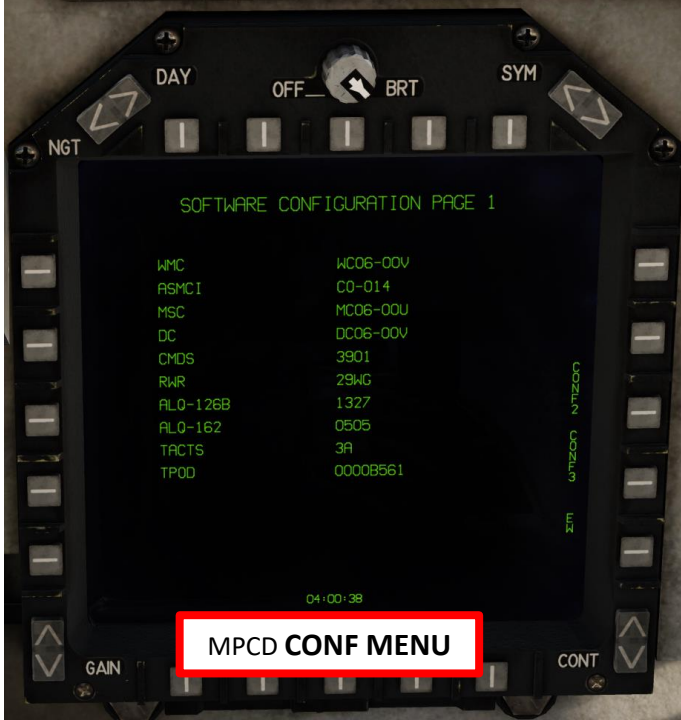 DAY
OFF
BRT
SYM
NGT
SOFTWARE CONFIGURATION PAGE 1
WMC WC06-00V
ASMCI C0-014
MSC MC06-00U
DC DC06-00V
CMDS 3901
RWR 29WG
ALQ-126B 1327
ALQ-162 0505
TACTS 3A
TPOD 0000B561
CONF2
CONF3
EW
04:00:38
MPCD CONF MENU
GAIN
CONT